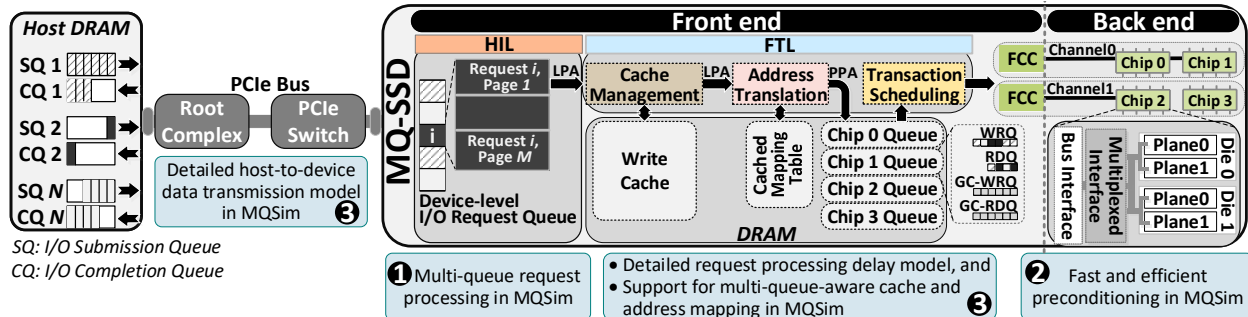 Host DRAM
SQ 1
CQ 1
SQ 2
CQ 2
SQ N
CQ N
SQ: I/O Submission Queue
CQ: I/O Completion Queue
PCIe Bus
Root
Complex
PCIe
Switch
Detailed host-to-device
data transmission model
in MQSim
3
MQ-SSD
Front end
Back end
HIL
FTL
i
Request i,
Page 1
Request i,
Page M
Device-level
I/O Request Queue
LPA
Cache
Management
LPA
Address
Translation
PPA
Transaction
Scheduling
Write
Cache
Cached
Mapping
Table
Chip 0 Queue
Chip 1 Queue
Chip 2 Queue
Chip 3 Queue
DRAM
WRQ
RDQ
GC-WRQ
GC-RDQ
FCC
Channel0
Chip 0
Chip 1
FCC
Channel1
Chip 2
Chip 3
Bus Interface
Multiplexed
Interface
Plane0
Plane1
Die 0
Plane0
Plane1
Die 1
1 Multi-queue request
processing in MQSim
• Detailed request processing delay model, and
• Support for multi-queue-aware cache and
address mapping in MQSim
3
2 Fast and efficient
preconditioning in MQSim